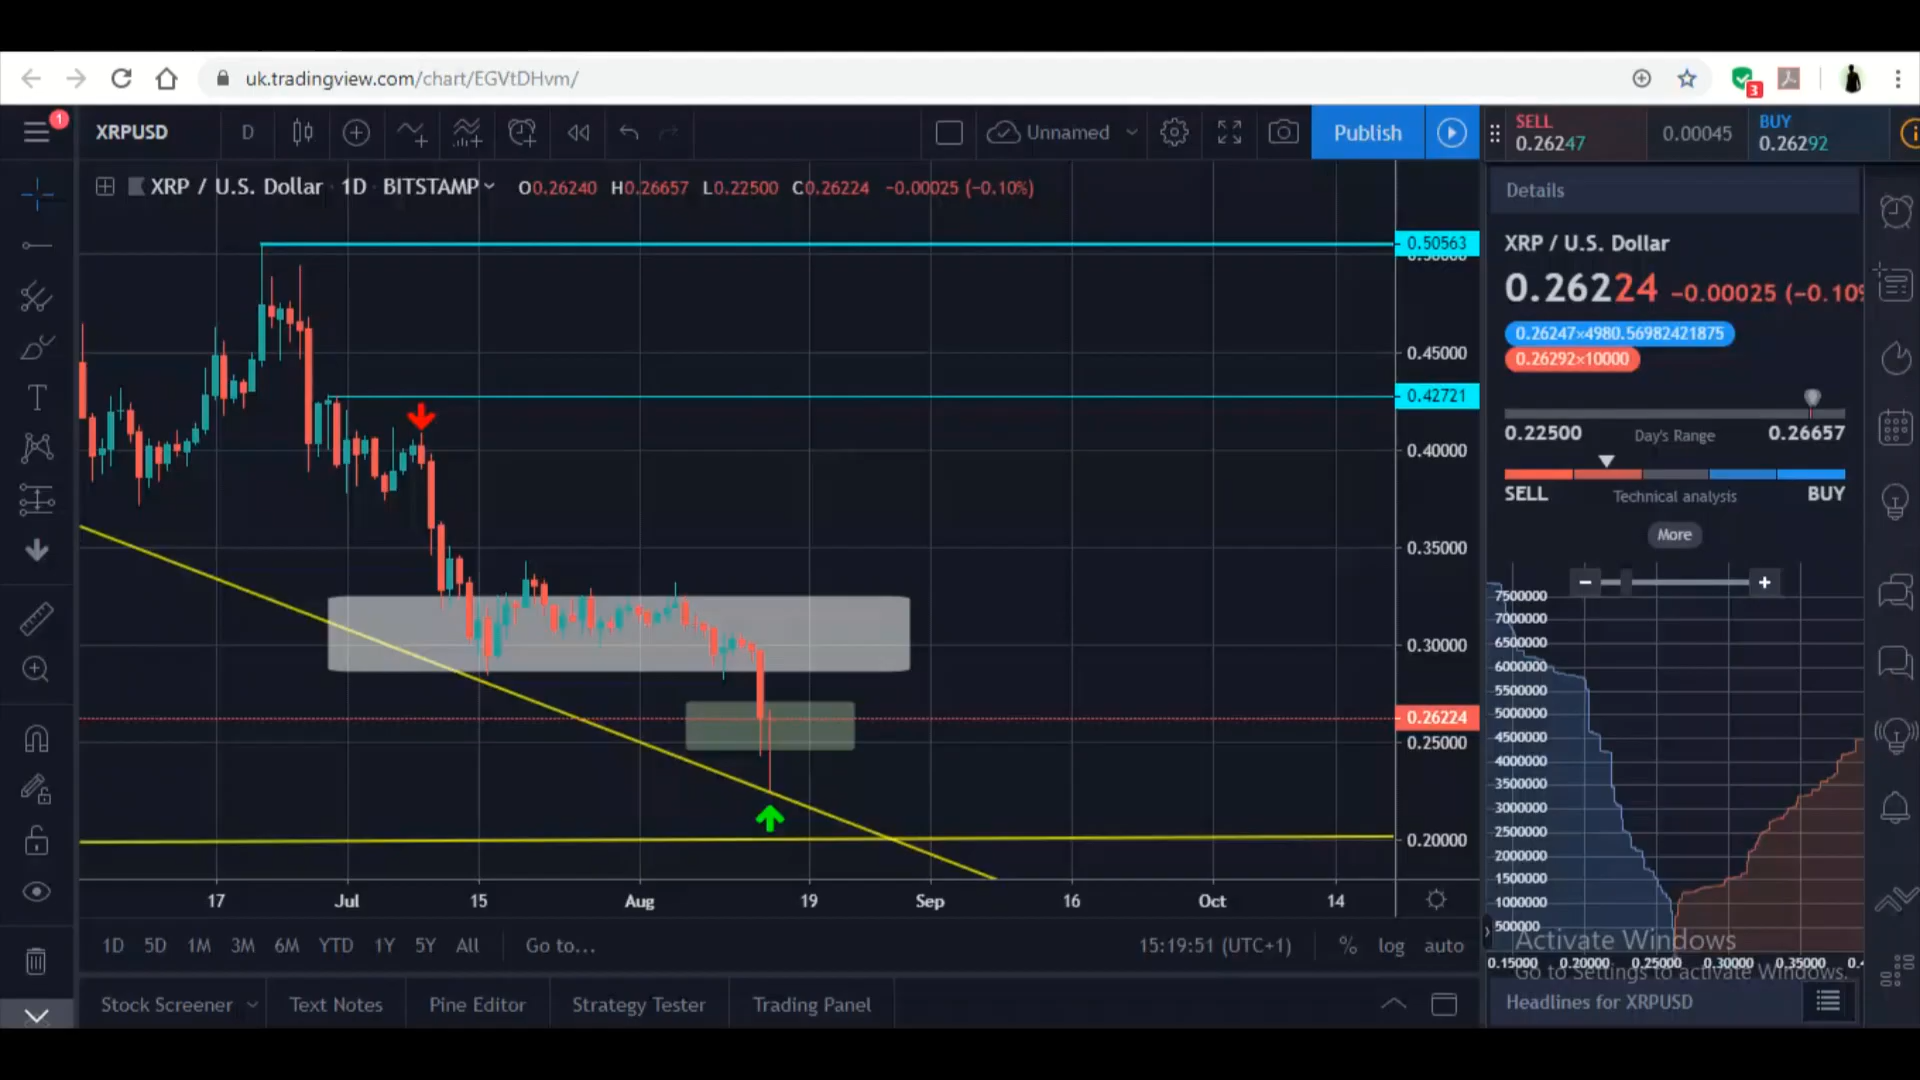 uk.tradingview.com/chart/EGVtDHvm/
3
1
XRPUSD D Unnamed Publish
SELL
0.26247
0.00045
BUY
0.26292
XRP / U.S. Dollar 1D BITSTAMP O0.26240 H0.26657 L0.22500 C0.26224 −0.00025 (−0.10%)
0.50563
0.45000
0.42721
0.40000
0.35000
0.30000
0.26224
0.25000
0.20000
17 Jul 15 Aug 19 Sep 16 Oct 14
1D 5D 1M 3M 6M YTD 1Y 5Y All Go to... 15:19:51 (UTC+1) % log auto
Stock Screener Text Notes Pine Editor Strategy Tester Trading Panel
Details
XRP / U.S. Dollar
0.26224 −0.00025 (−0.10%
0.26247×4980.56982421875
0.26292×10000
0.22500 Day's Range 0.26657
SELL Technical analysis BUY
More
− +
7500000
7000000
6500000
6000000
5500000
5000000
4500000
4000000
3500000
3000000
2500000
2000000
1500000
1000000
500000
Activate Windows
0.15000 0.20000 0.25000 0.30000 0.35000 0.4
Go to Settings to activate Windows.
Headlines for XRPUSD